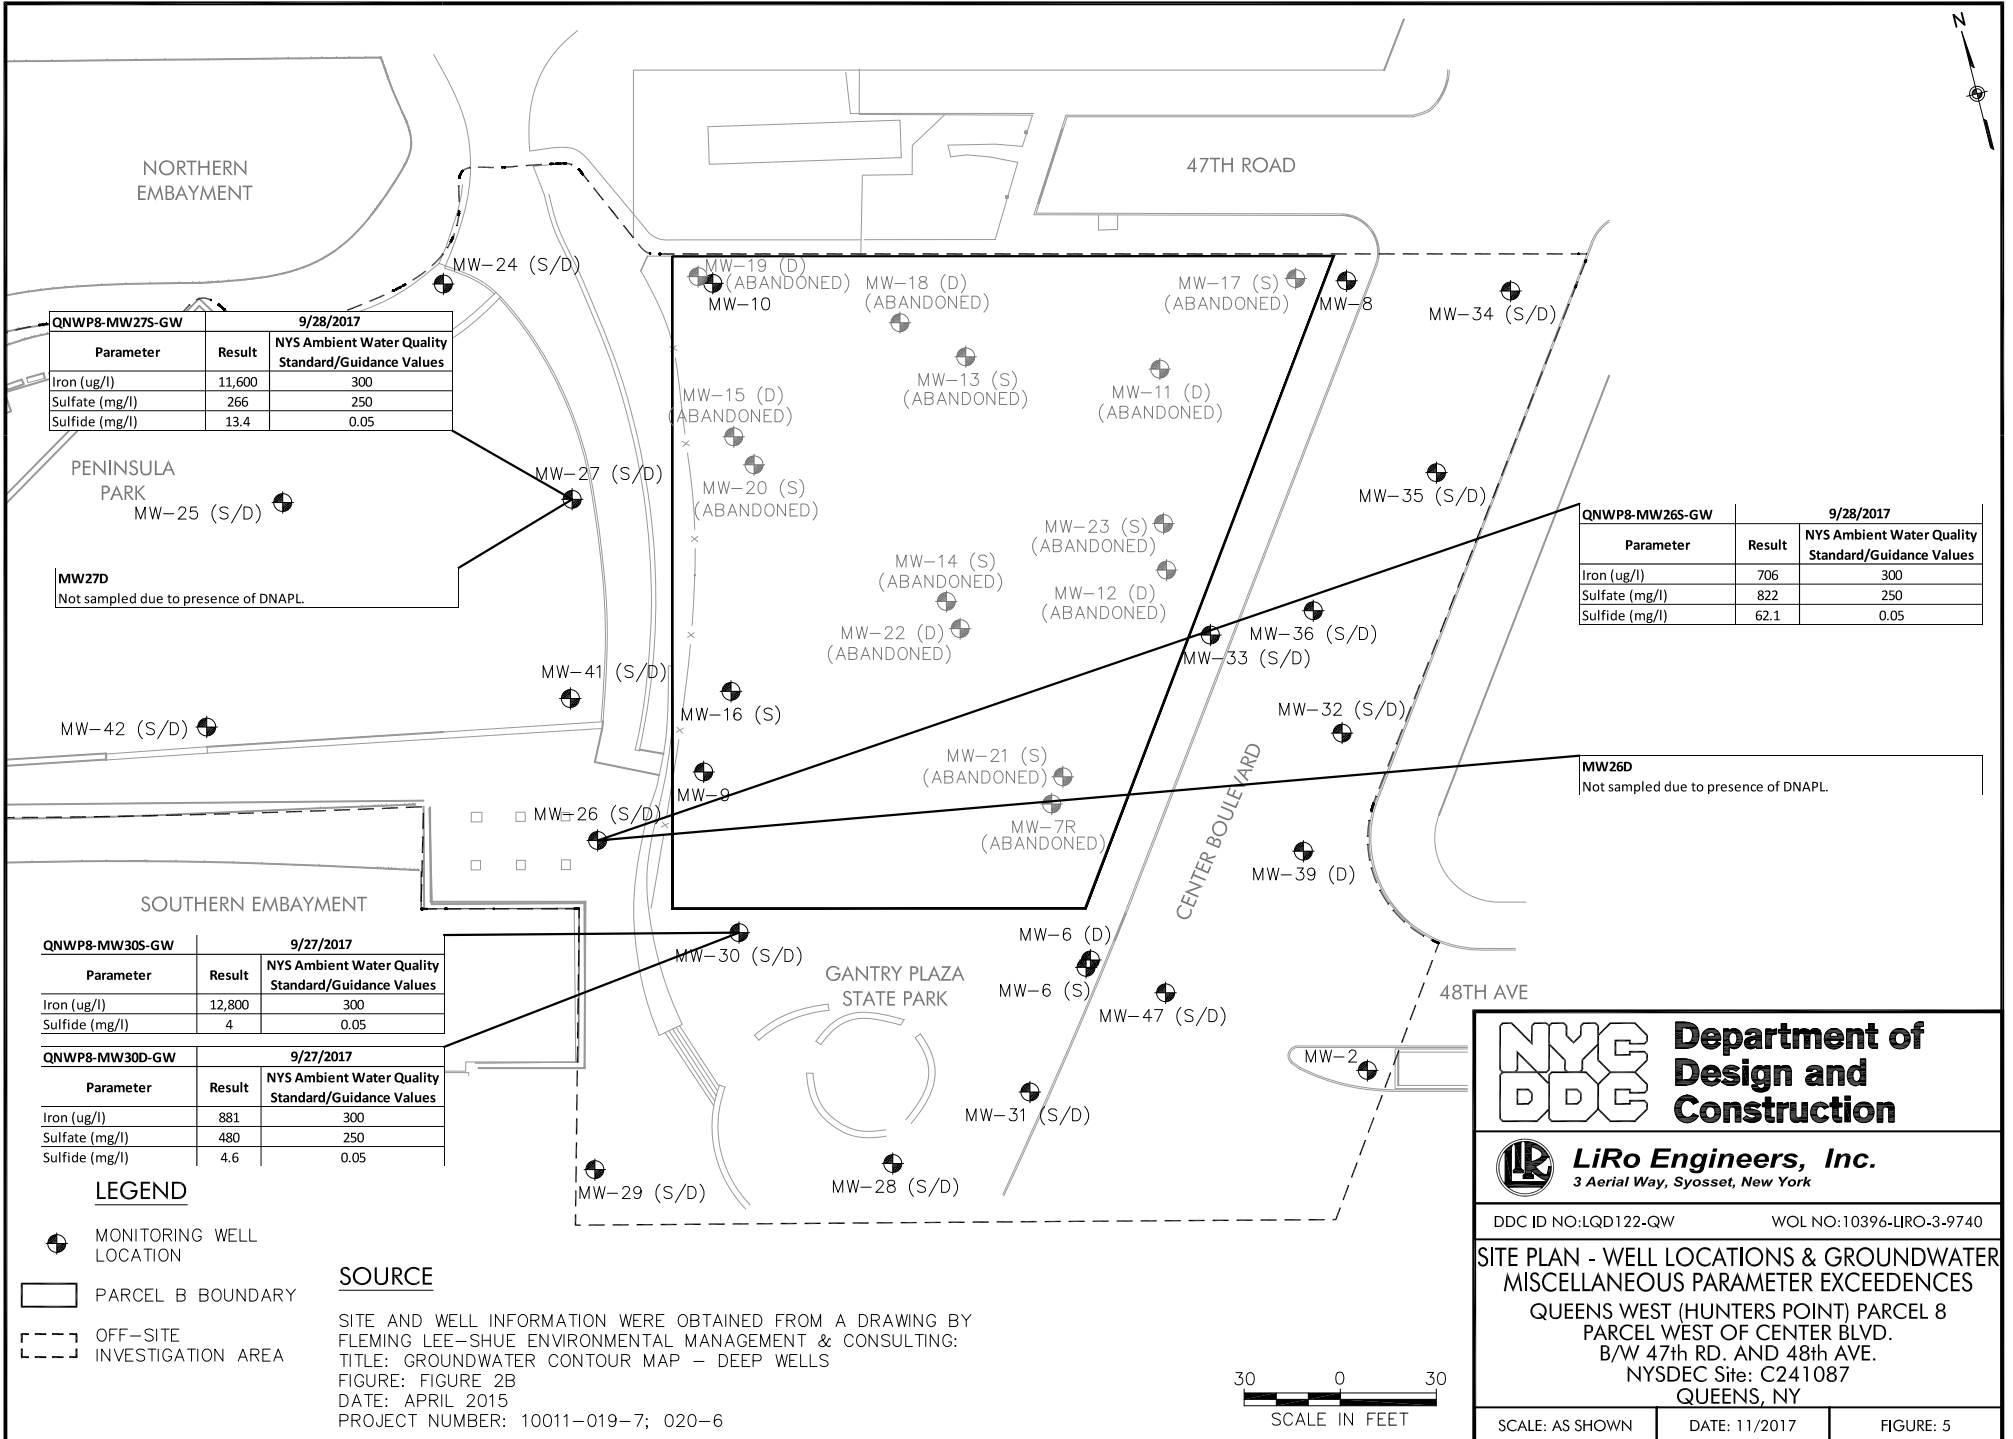 N
NORTHERN
EMBAYMENT
47TH ROAD
MW-24 (S/D)
MW-19 (D)
(ABANDONED)
MW-10
MW-18 (D)
(ABANDONED)
MW-17 (S)
(ABANDONED)
MW-8
MW-34 (S/D)
QNWP8-MW27S-GW 9/28/2017
Parameter Result NYS Ambient Water Quality
Standard/Guidance Values
Iron (ug/l) 11,600 300
Sulfate (mg/l) 266 250
Sulfide (mg/l) 13.4 0.05
MW-13 (S)
(ABANDONED)
MW-11 (D)
(ABANDONED)
MW-15 (D)
(ABANDONED)
PENINSULA
PARK
MW-25 (S/D)
MW-27 (S/D)
MW-20 (S)
(ABANDONED)
MW-35 (S/D)
MW-23 (S)
(ABANDONED)
QNWP8-MW26S-GW 9/28/2017
Parameter Result NYS Ambient Water Quality
Standard/Guidance Values
Iron (ug/l) 706 300
Sulfate (mg/l) 822 250
Sulfide (mg/l) 62.1 0.05
MW27D
Not sampled due to presence of DNAPL.
MW-14 (S)
(ABANDONED)
MW-12 (D)
(ABANDONED)
MW-22 (D)
(ABANDONED)
MW-36 (S/D)
MW-33 (S/D)
MW-41 (S/D)
MW-42 (S/D)
MW-16 (S)
MW-32 (S/D)
MW-21 (S)
(ABANDONED)
MW-9
MW-26 (S/D)
MW-7R
(ABANDONED)
CENTER BOULEVARD
MW26D
Not sampled due to presence of DNAPL.
MW-39 (D)
SOUTHERN EMBAYMENT
QNWP8-MW30S-GW 9/27/2017
Parameter Result NYS Ambient Water Quality
Standard/Guidance Values
Iron (ug/l) 12,800 300
Sulfide (mg/l) 4 0.05
QNWP8-MW30D-GW 9/27/2017
Parameter Result NYS Ambient Water Quality
Standard/Guidance Values
Iron (ug/l) 881 300
Sulfate (mg/l) 480 250
Sulfide (mg/l) 4.6 0.05
MW-30 (S/D)
GANTRY PLAZA
STATE PARK
MW-6 (D)
MW-6 (S)
MW-47 (S/D)
48TH AVE
MW-2
MW-31 (S/D)
MW-29 (S/D)
MW-28 (S/D)
LEGEND
MONITORING WELL
LOCATION
PARCEL B BOUNDARY
OFF-SITE
INVESTIGATION AREA
SOURCE
SITE AND WELL INFORMATION WERE OBTAINED FROM A DRAWING BY
FLEMING LEE-SHUE ENVIRONMENTAL MANAGEMENT & CONSULTING:
TITLE: GROUNDWATER CONTOUR MAP - DEEP WELLS
FIGURE: FIGURE 2B
DATE: APRIL 2015
PROJECT NUMBER: 10011-019-7; 020-6
30 0 30
SCALE IN FEET
NYC
DDC
Department of
Design and
Construction
LiRo
LiRo Engineers, Inc.
3 Aerial Way, Syosset, New York
DDC ID NO:LQD122-QW WOL NO:10396-LIRO-3-9740
SITE PLAN - WELL LOCATIONS & GROUNDWATER
MISCELLANEOUS PARAMETER EXCEEDENCES
QUEENS WEST (HUNTERS POINT) PARCEL 8
PARCEL WEST OF CENTER BLVD.
B/W 47th RD. AND 48th AVE.
NYSDEC Site: C241087
QUEENS, NY
SCALE: AS SHOWN DATE: 11/2017 FIGURE: 5